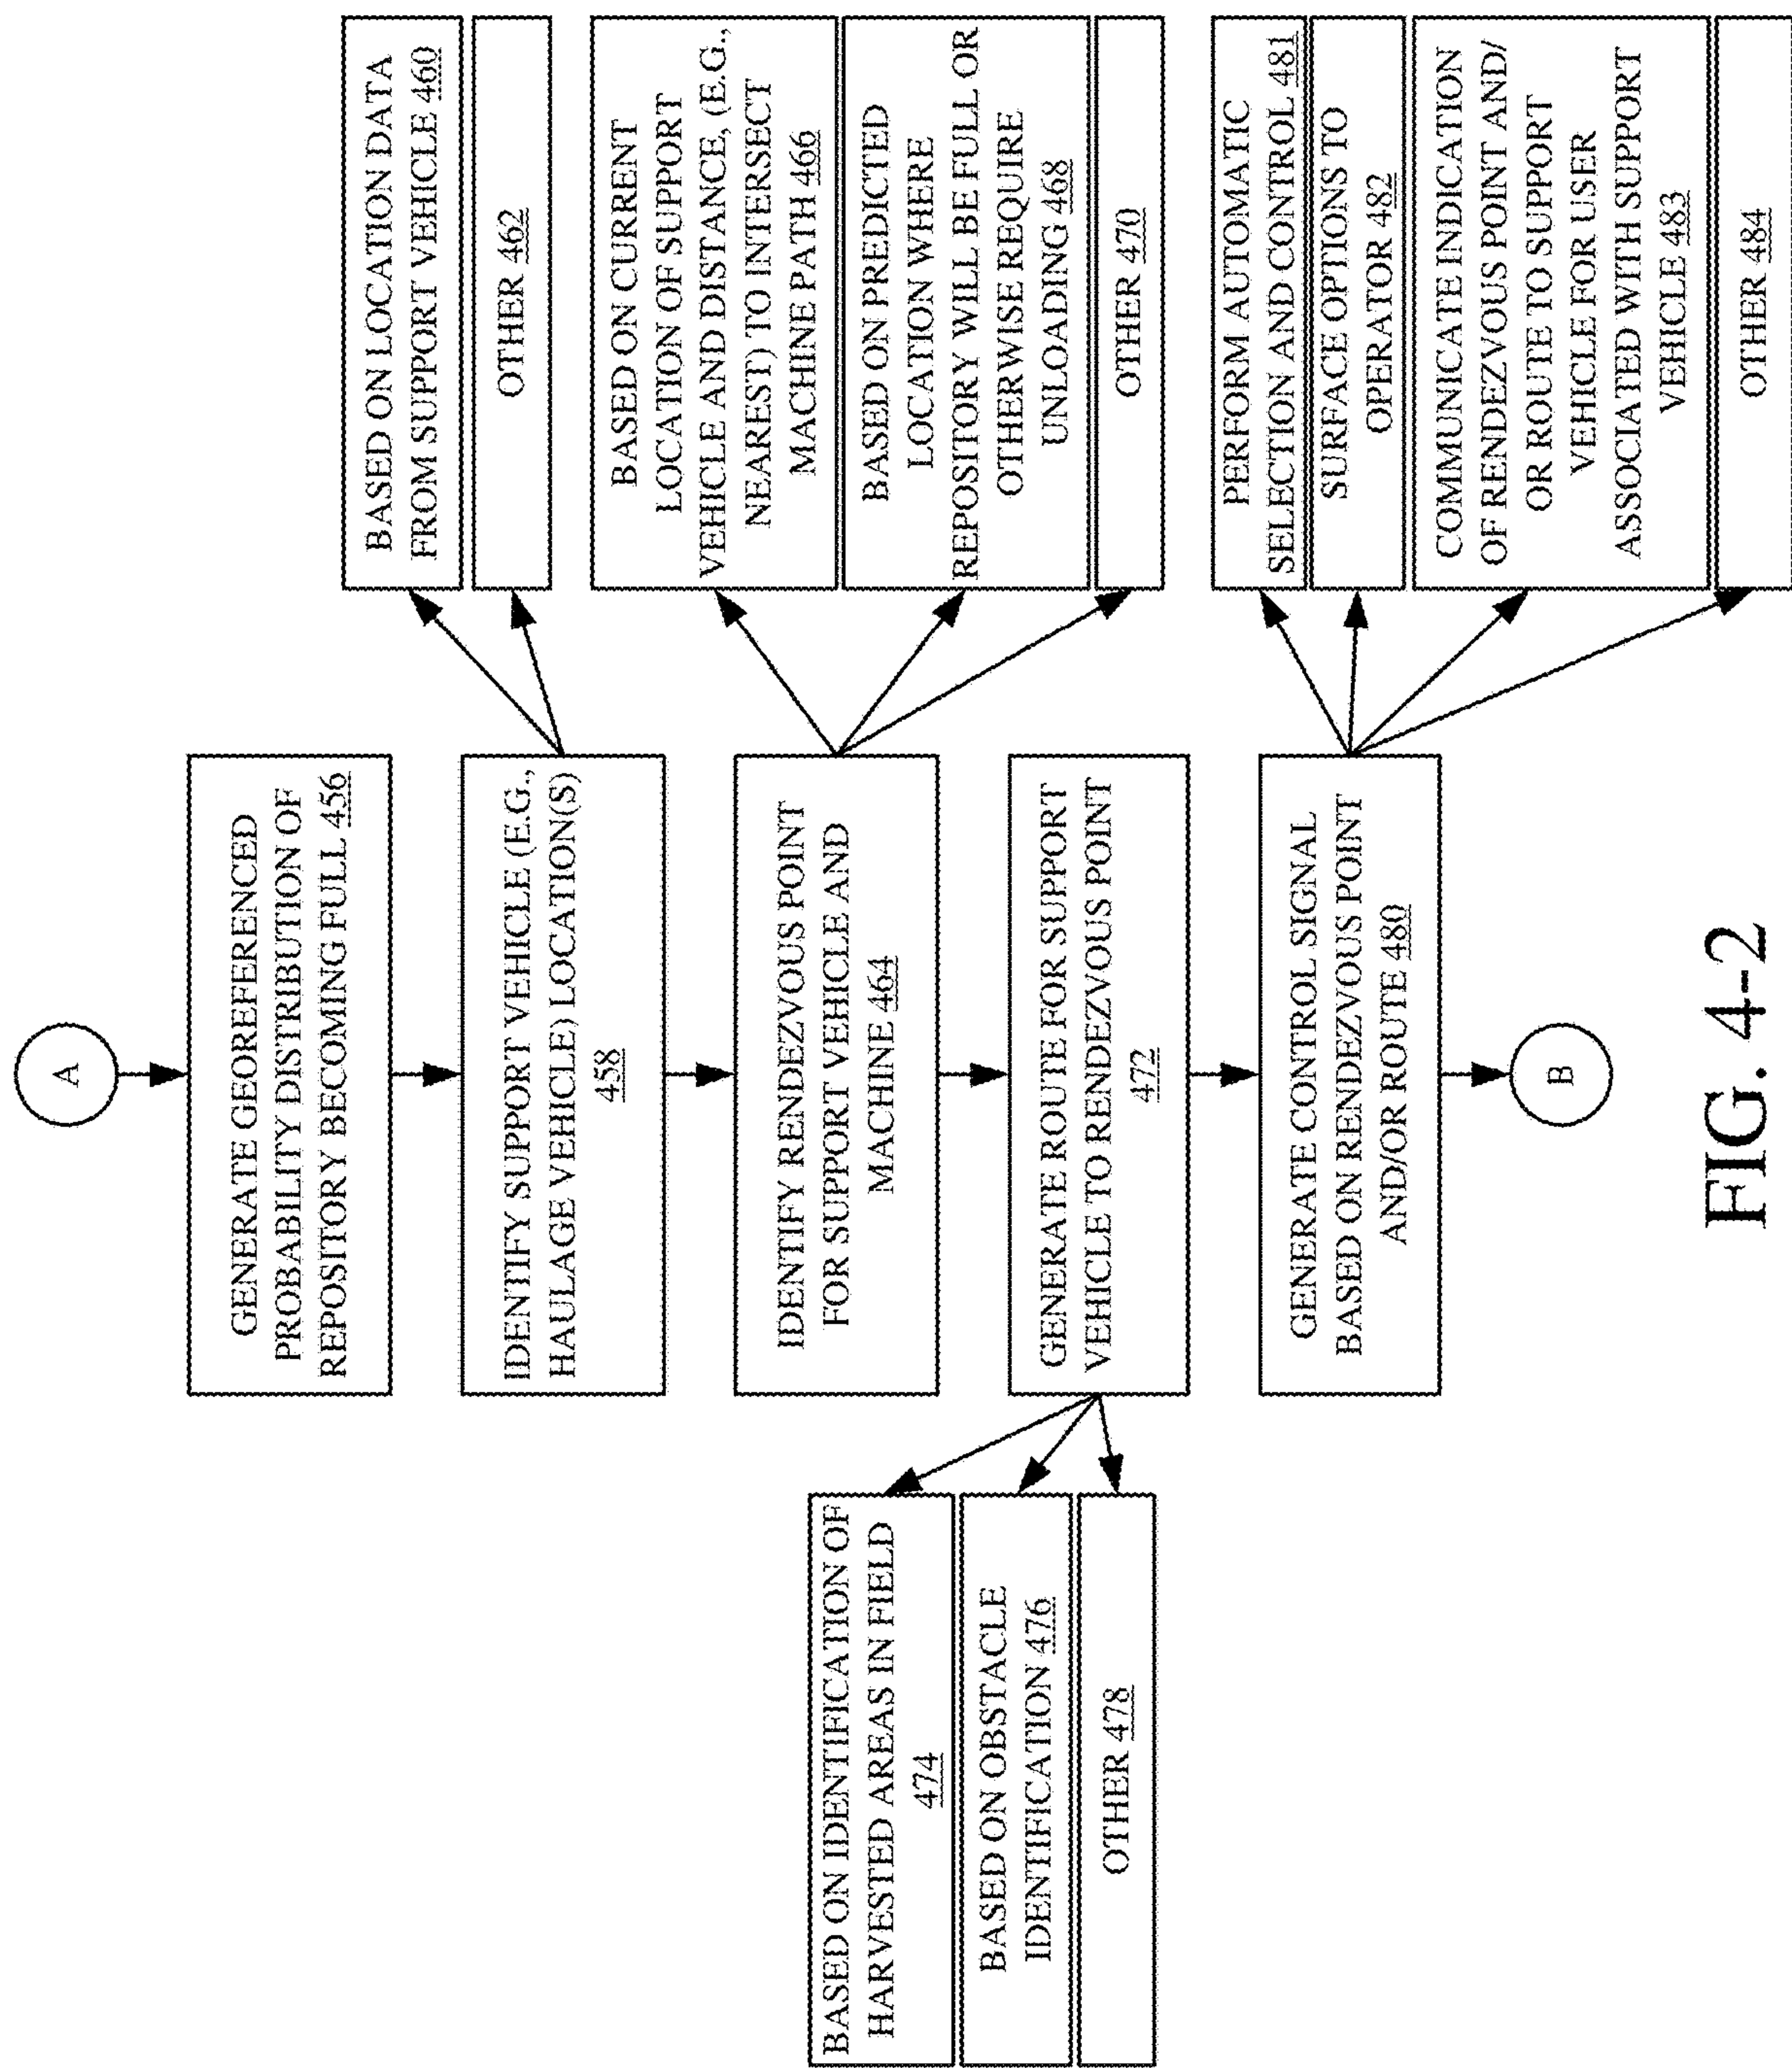 A
GENERATE GEOREFERENCED
PROBABILITY DISTRIBUTION OF
REPOSITORY BECOMING FULL 456
IDENTIFY SUPPORT VEHICLE (E.G.,
HAULAGE VEHICLE) LOCATION(S)
458
BASED ON LOCATION DATA
FROM SUPPORT VEHICLE 460
OTHER 462
IDENTIFY RENDEZVOUS POINT
FOR SUPPORT VEHICLE AND
MACHINE 464
BASED ON CURRENT
LOCATION OF SUPPORT
VEHICLE AND DISTANCE, (E.G.,
NEAREST) TO INTERSECT
MACHINE PATH 466
BASED ON PREDICTED
LOCATION WHERE
REPOSITORY WILL BE FULL OR
OTHERWISE REQUIRE
UNLOADING 468
OTHER 470
GENERATE ROUTE FOR SUPPORT
VEHICLE TO RENDEZVOUS POINT
472
BASED ON IDENTIFICATION OF
HARVESTED AREAS IN FIELD
474
BASED ON OBSTACLE
IDENTIFICATION 476
OTHER 478
GENERATE CONTROL SIGNAL
BASED ON RENDEZVOUS POINT
AND/OR ROUTE 480
PERFORM AUTOMATIC
SELECTION AND CONTROL 481
SURFACE OPTIONS TO
OPERATOR 482
COMMUNICATE INDICATION
OF RENDEZVOUS POINT AND/
OR ROUTE TO SUPPORT
VEHICLE FOR USER
ASSOCIATED WITH SUPPORT
VEHICLE 483
OTHER 484
B
FIG. 4-2